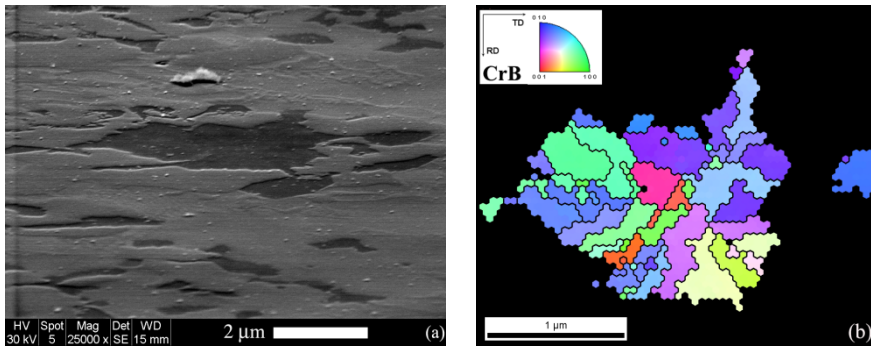 HV Spot Mag Det WD
30 kV 5 25000 x SE 15 mm
2 µm
(a)
TD
RD
010
CrB
001 100
1 µm
(b)